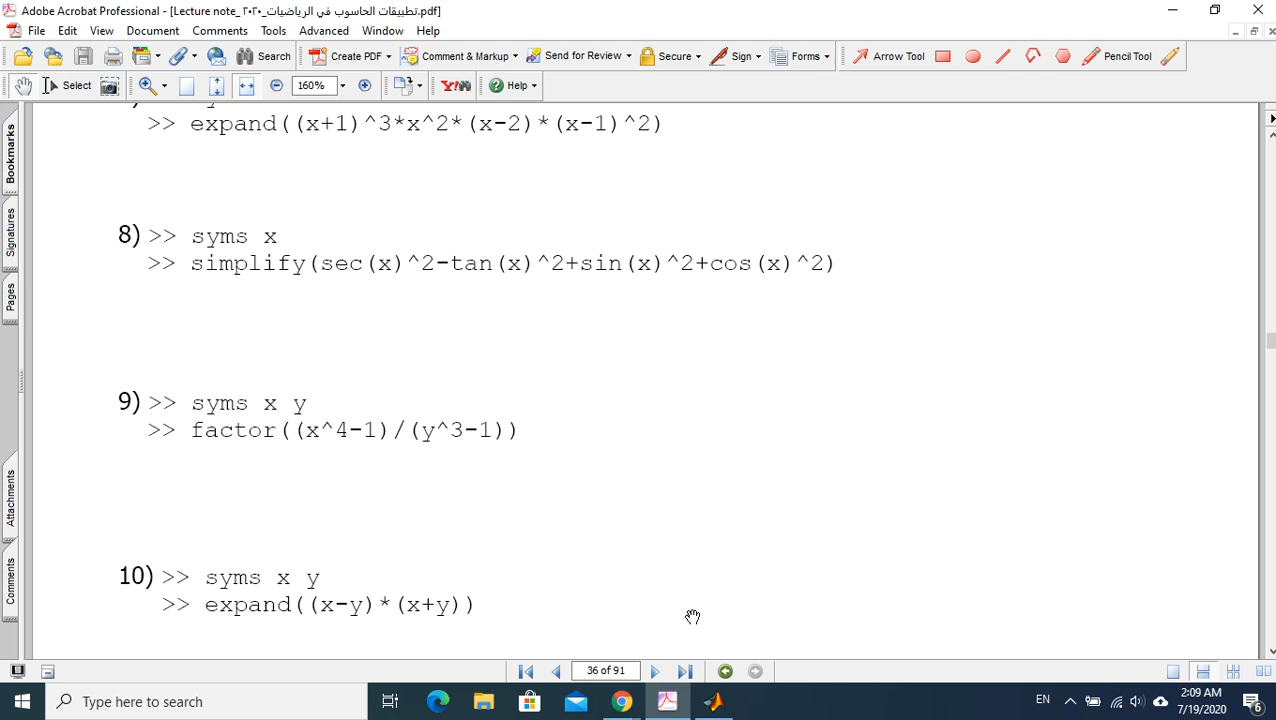 Adobe Acrobat Professional - [Lecture note_ ٢٠٢٠_تطبيقات الحاسوب في الرياضيات.pdf]
File Edit View Document Comments Tools Advanced Window Help
Search Create PDF Comment & Markup Send for Review Secure Sign Forms Arrow Tool Pencil Tool
Select 160% Y! Help
>> expand((x+1)^3*x^2*(x-2)*(x-1)^2)
8) >> syms x
>> simplify(sec(x)^2-tan(x)^2+sin(x)^2+cos(x)^2)
9) >> syms x y
>> factor((x^4-1)/(y^3-1))
10) >> syms x y
>> expand((x-y)*(x+y))
Bookmarks
Signatures
Pages
Attachments
Comments
36 of 91
Type here to search
EN
2:09 AM
7/19/2020
6